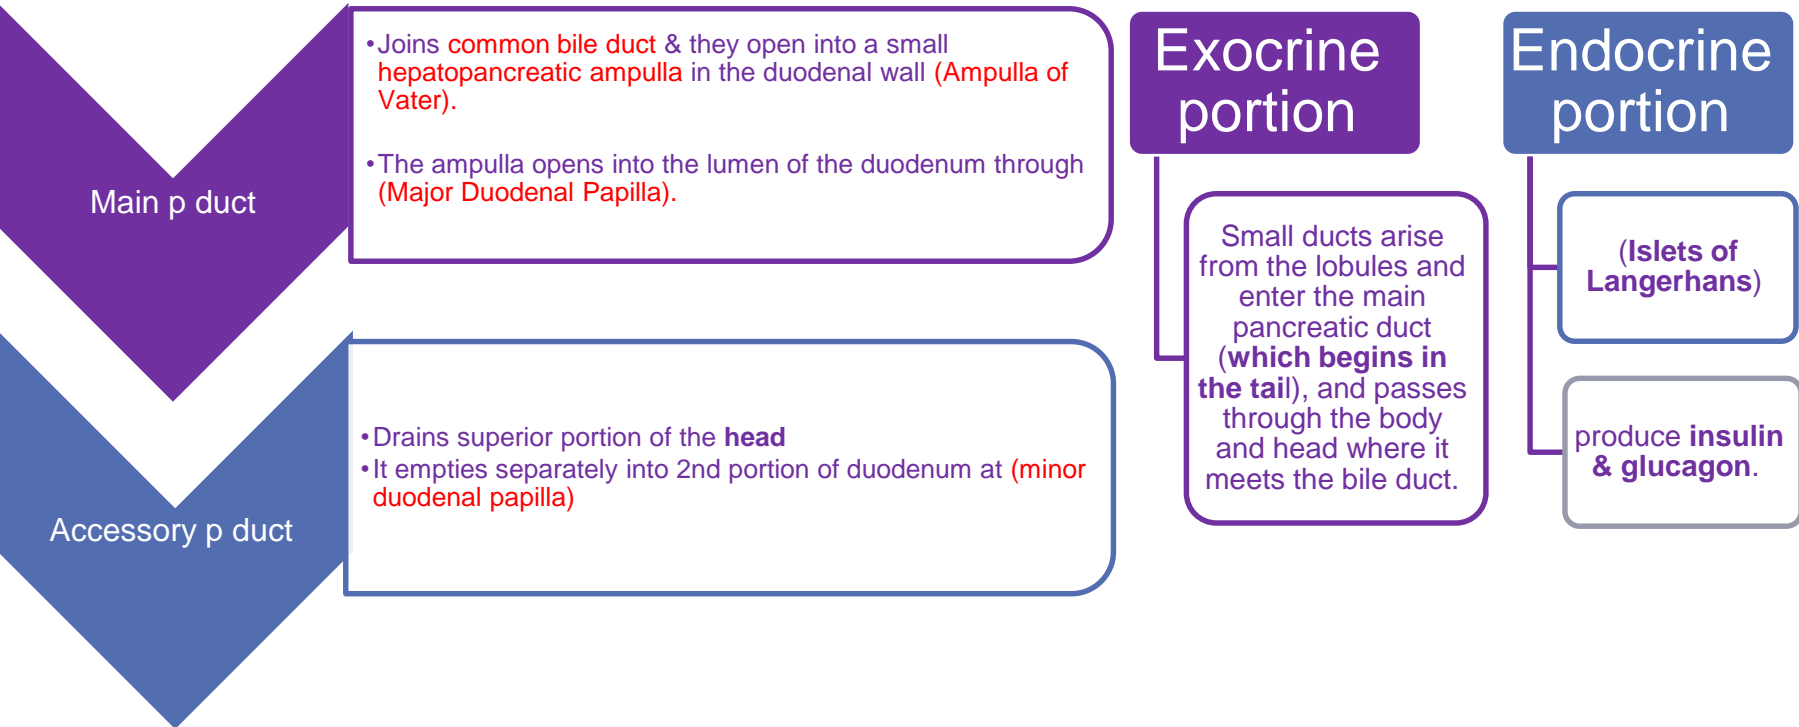 Main p duct
•Joins common bile duct & they open into a small
hepatopancreatic ampulla in the duodenal wall (Ampulla of
Vater).
•The ampulla opens into the lumen of the duodenum through
(Major Duodenal Papilla).
Accessory p duct
•Drains superior portion of the head
•It empties separately into 2nd portion of duodenum at (minor
duodenal papilla)
Exocrine
portion
Small ducts arise
from the lobules and
enter the main
pancreatic duct
(which begins in
the tail), and passes
through the body
and head where it
meets the bile duct.
Endocrine
portion
(Islets of
Langerhans)
produce insulin
& glucagon.